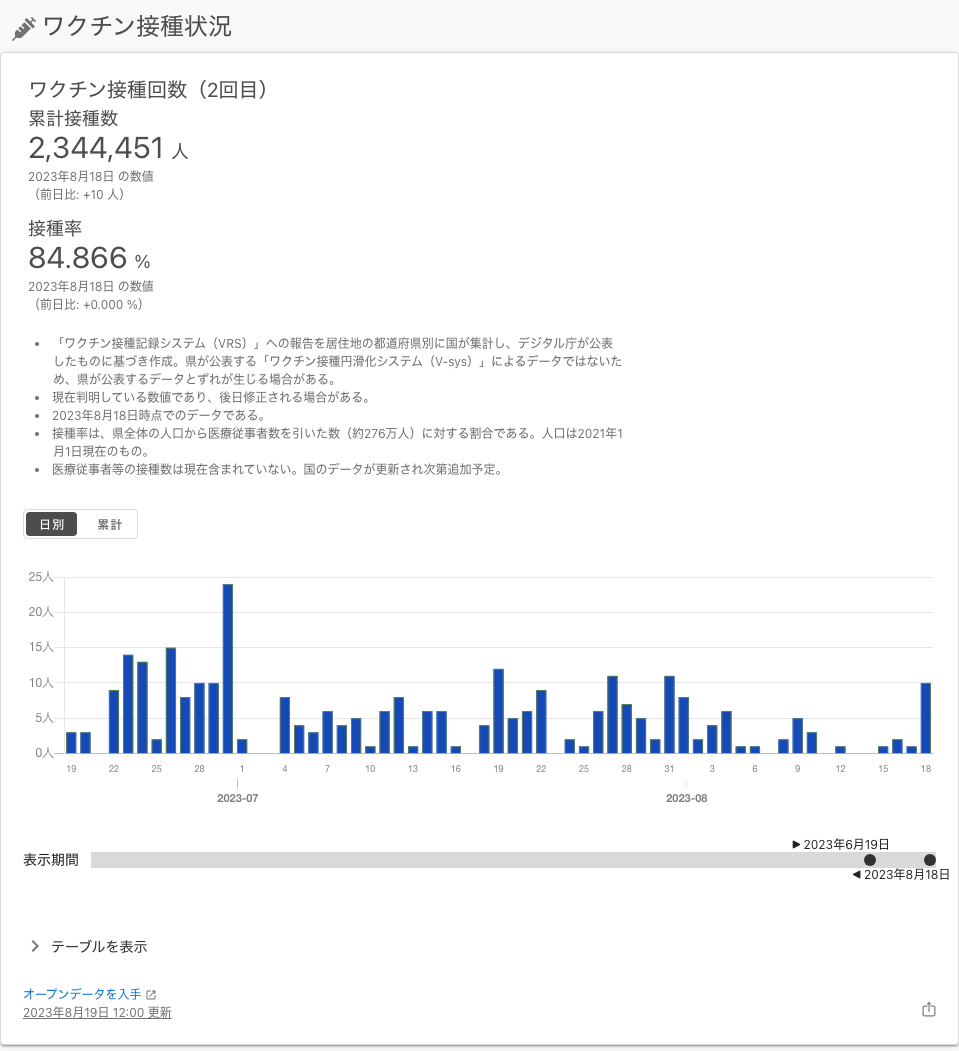 ワクチン接種状況
ワクチン接種回数（2回目）
累計接種数
2,344,451 人
2023年8月18日 の数値
（前日比: +10 人）
接種率
84.866 %
2023年8月18日 の数値
（前日比: +0.000 %）
• 「ワクチン接種記録システム（VRS）」への報告を居住地の都道府県別に国が集計し、デジタル庁が公表
したものに基づき作成。県が公表する「ワクチン接種円滑化システム（V-sys）」によるデータではないた
め、県が公表するデータとずれが生じる場合がある。
• 現在判明している数値であり、後日修正される場合がある。
• 2023年8月18日時点でのデータである。
• 接種率は、県全体の人口から医療従事者数を引いた数（約276万人）に対する割合である。人口は2021年1
月1日現在のもの。
• 医療従事者等の接種数は現在含まれていない。国のデータが更新され次第追加予定。
日別 累計
25人
20人
15人
10人
5人
0人
19 22 25 28 1 4 7 10 13 16 19 22 25 28 31 3 6 9 12 15 18
2023-07 2023-08
▶ 2023年6月19日
表示期間
◀ 2023年8月18日
テーブルを表示
オープンデータを入手
2023年8月19日 12:00 更新